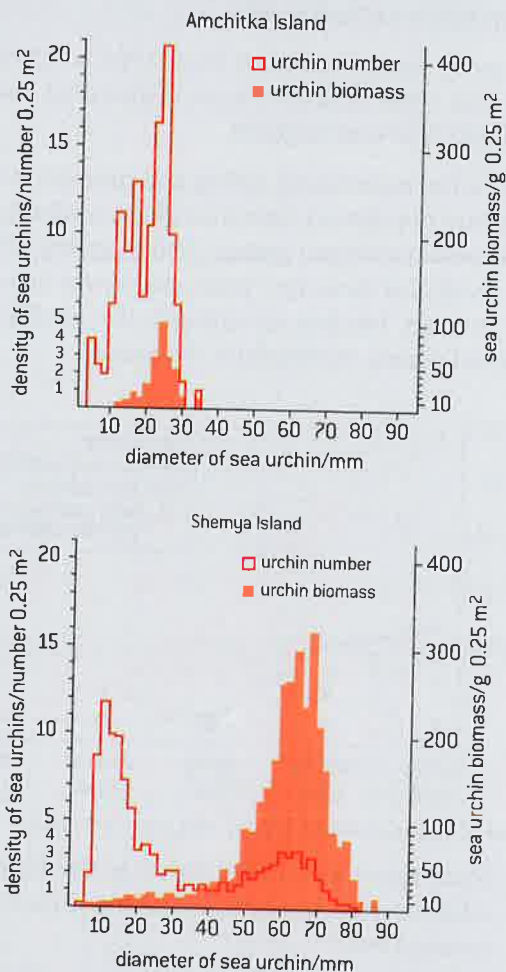 Amchitka Island
20
15
10
5
4
3
2
1
density of sea urchins/number 0.25 m²
urchin number
urchin biomass
400
300
200
100
50
10
sea urchin biomass/g 0.25 m²
10 20 30 40 50 60 70 80 90
diameter of sea urchin/mm
Shemya Island
20
15
10
5
4
3
2
1
density of sea urchins/number 0.25 m²
urchin number
urchin biomass
400
300
200
100
50
10
sea urchin biomass/g 0.25 m²
10 20 30 40 50 60 70 80 90
diameter of sea urchin/mm